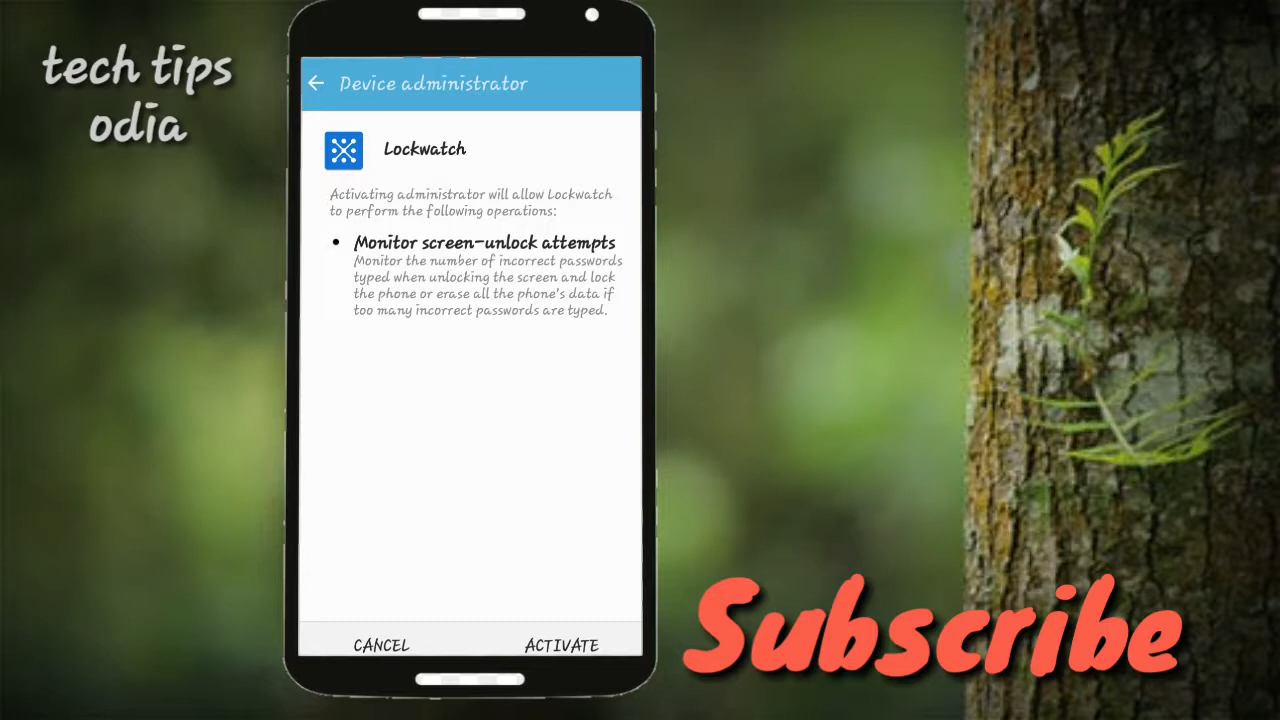 tech tips
odia
Device administrator
Lockwatch
Activating administrator will allow Lockwatch
to perform the following operations:
• Monitor screen-unlock attempts
Monitor the number of incorrect passwords
typed when unlocking the screen and lock
the phone or erase all the phone's data if
too many incorrect passwords are typed.
CANCEL
ACTIVATE
Subscribe